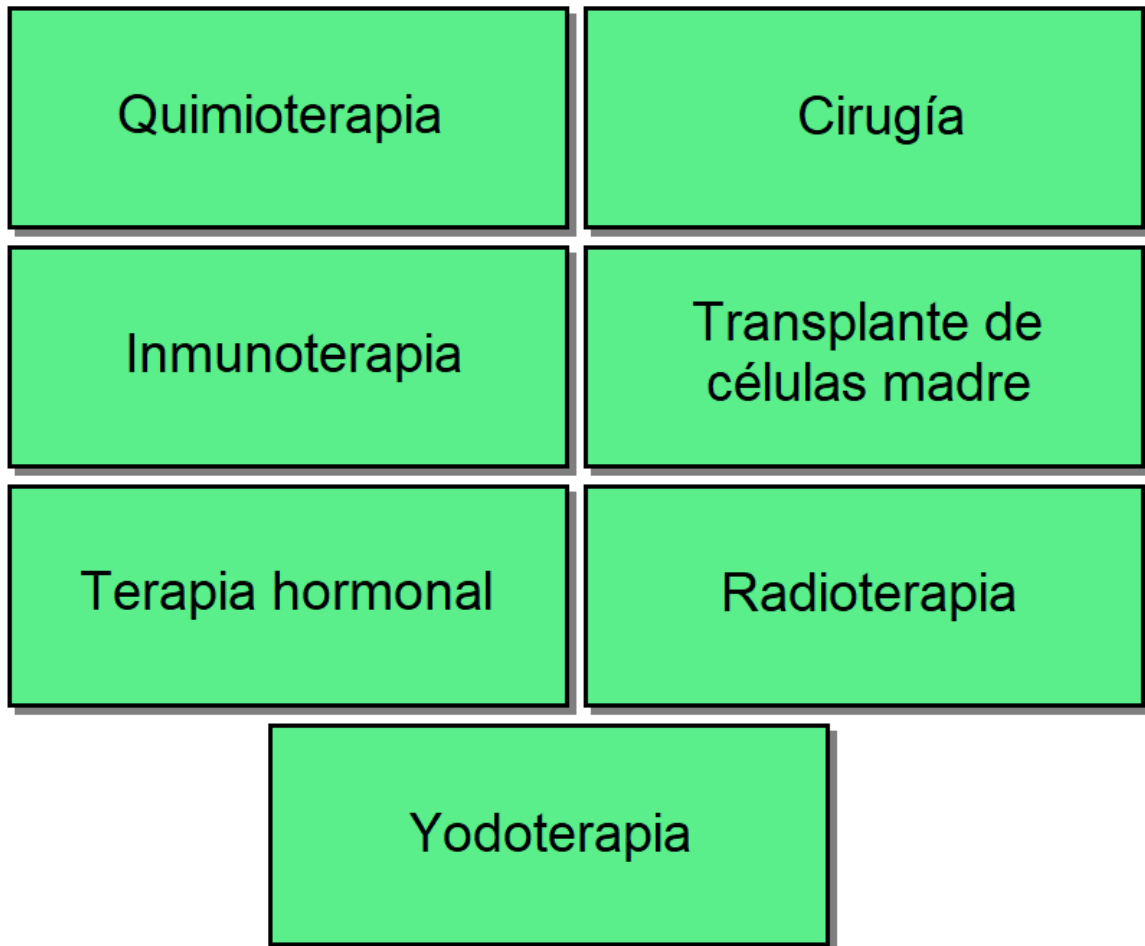 Quimioterapia
Cirugía
Inmunoterapia
Transplante de
células madre
Terapia hormonal
Radioterapia
Yodoterapia